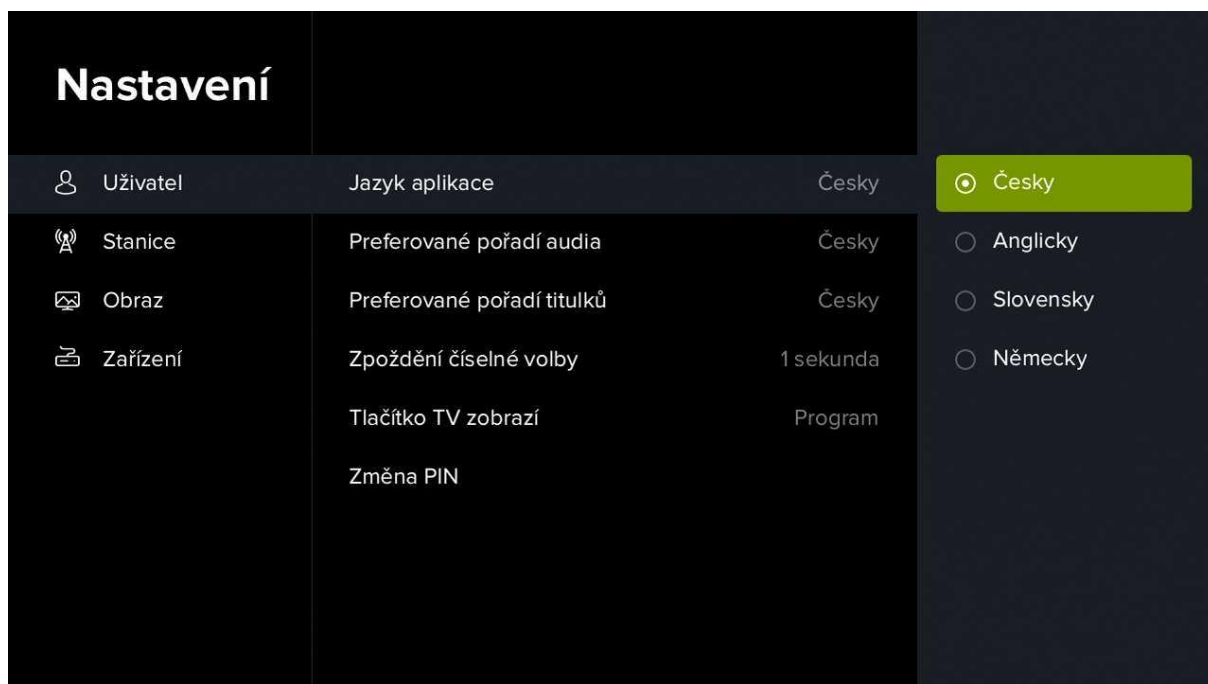 Nastavení
Uživatel
Stanice
Obraz
Zařízení
Jazyk aplikace Česky
Preferované pořadí audia Česky
Preferované pořadí titulků Česky
Zpoždění číselné volby 1 sekunda
Tlačítko TV zobrazí Program
Změna PIN
Česky
Anglicky
Slovensky
Německy